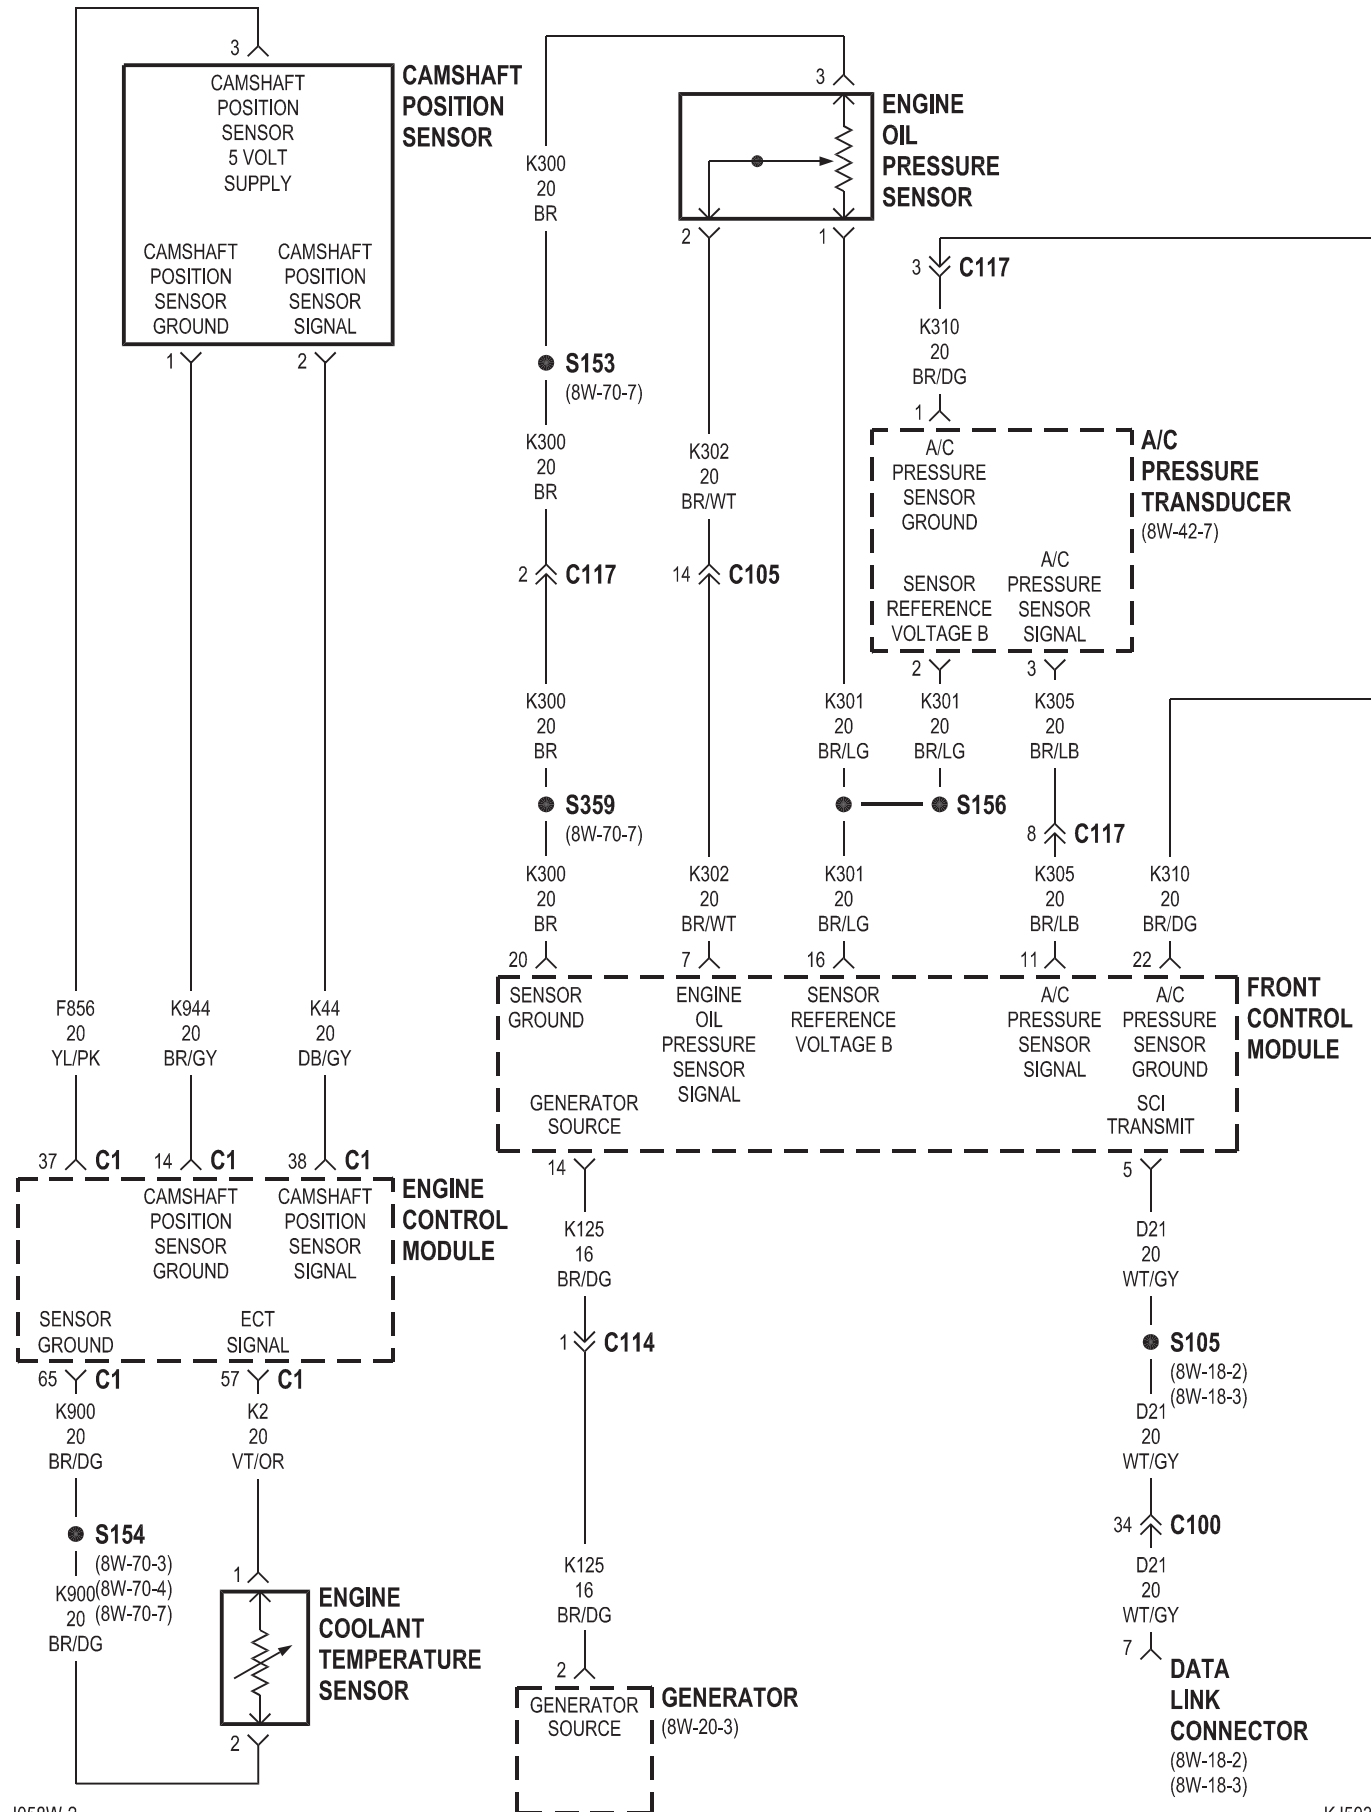 3
CAMSHAFT
POSITION
SENSOR
5 VOLT
SUPPLY
CAMSHAFT
POSITION
SENSOR
GROUND
CAMSHAFT
POSITION
SENSOR
SIGNAL
CAMSHAFT
POSITION
SENSOR
1
2
K300
20
BR
S153
(8W-70-7)
K300
20
BR
2
C117
K300
20
BR
S359
(8W-70-7)
K300
20
BR
20
3
ENGINE
OIL
PRESSURE
SENSOR
2
1
K302
20
BR/WT
14
C105
K302
20
BR/WT
7
3
C117
K310
20
BR/DG
1
A/C
PRESSURE
SENSOR
GROUND
SENSOR
REFERENCE
VOLTAGE B
A/C
PRESSURE
SENSOR
SIGNAL
A/C
PRESSURE
TRANSDUCER
(8W-42-7)
2
3
K301
20
BR/LG
K301
20
BR/LG
K305
20
BR/LB
S156
8
C117
K301
20
BR/LG
16
K305
20
BR/LB
11
K310
20
BR/DG
22
SENSOR
GROUND
ENGINE
OIL
PRESSURE
SENSOR
SIGNAL
SENSOR
REFERENCE
VOLTAGE B
A/C
PRESSURE
SENSOR
SIGNAL
A/C
PRESSURE
SENSOR
GROUND
GENERATOR
SOURCE
SCI
TRANSMIT
FRONT
CONTROL
MODULE
F856
20
YL/PK
K944
20
BR/GY
K44
20
DB/GY
37
C1
14
C1
38
C1
CAMSHAFT
POSITION
SENSOR
GROUND
CAMSHAFT
POSITION
SENSOR
SIGNAL
SENSOR
GROUND
ECT
SIGNAL
ENGINE
CONTROL
MODULE
65
C1
57
C1
K900
20
BR/DG
K2
20
VT/OR
S154
(8W-70-3)
(8W-70-4)
(8W-70-7)
K900
20
BR/DG
1
ENGINE
COOLANT
TEMPERATURE
SENSOR
2
14
K125
16
BR/DG
1
C114
K125
16
BR/DG
2
GENERATOR
SOURCE
GENERATOR
(8W-20-3)
5
D21
20
WT/GY
S105
(8W-18-2)
(8W-18-3)
D21
20
WT/GY
34
C100
D21
20
WT/GY
7
DATA
LINK
CONNECTOR
(8W-18-2)
(8W-18-3)